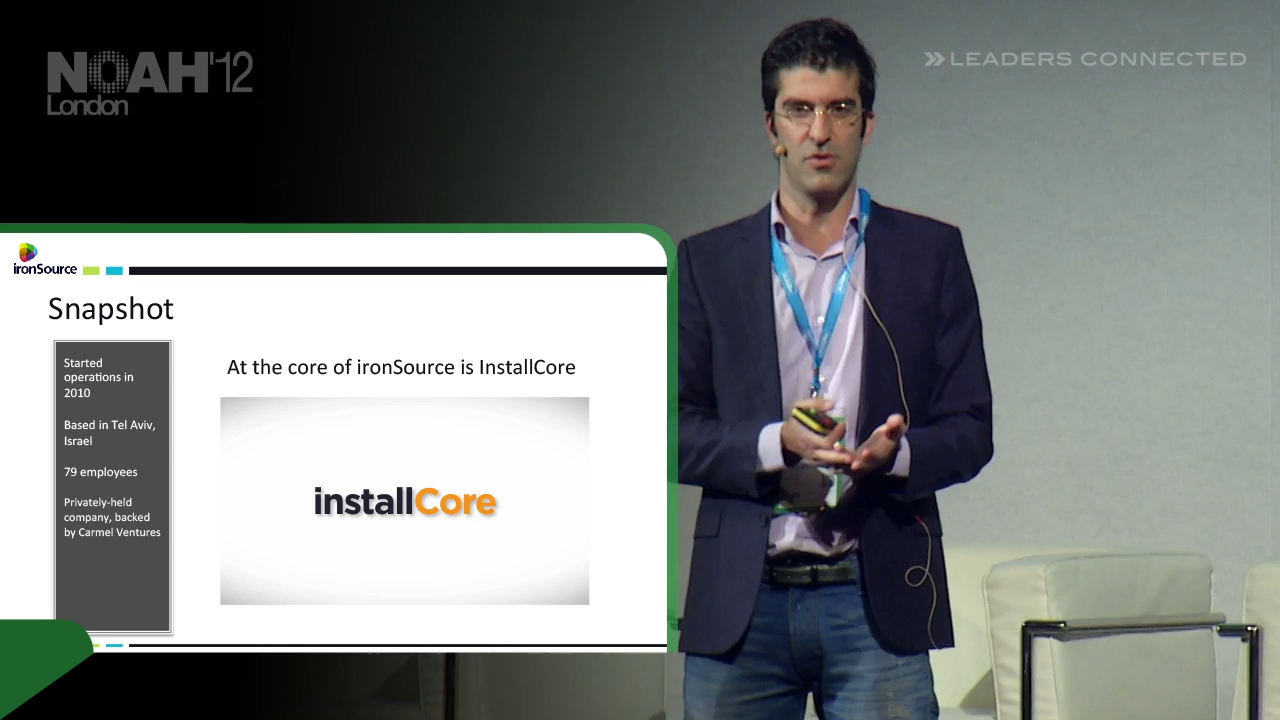 NOAH'12
London
LEADERS CONNECTED
ironSource
Snapshot
Started
operations in
2010
Based in Tel Aviv,
Israel
79 employees
Privately-held
company, backed
by Carmel Ventures
At the core of ironSource is InstallCore
installCore